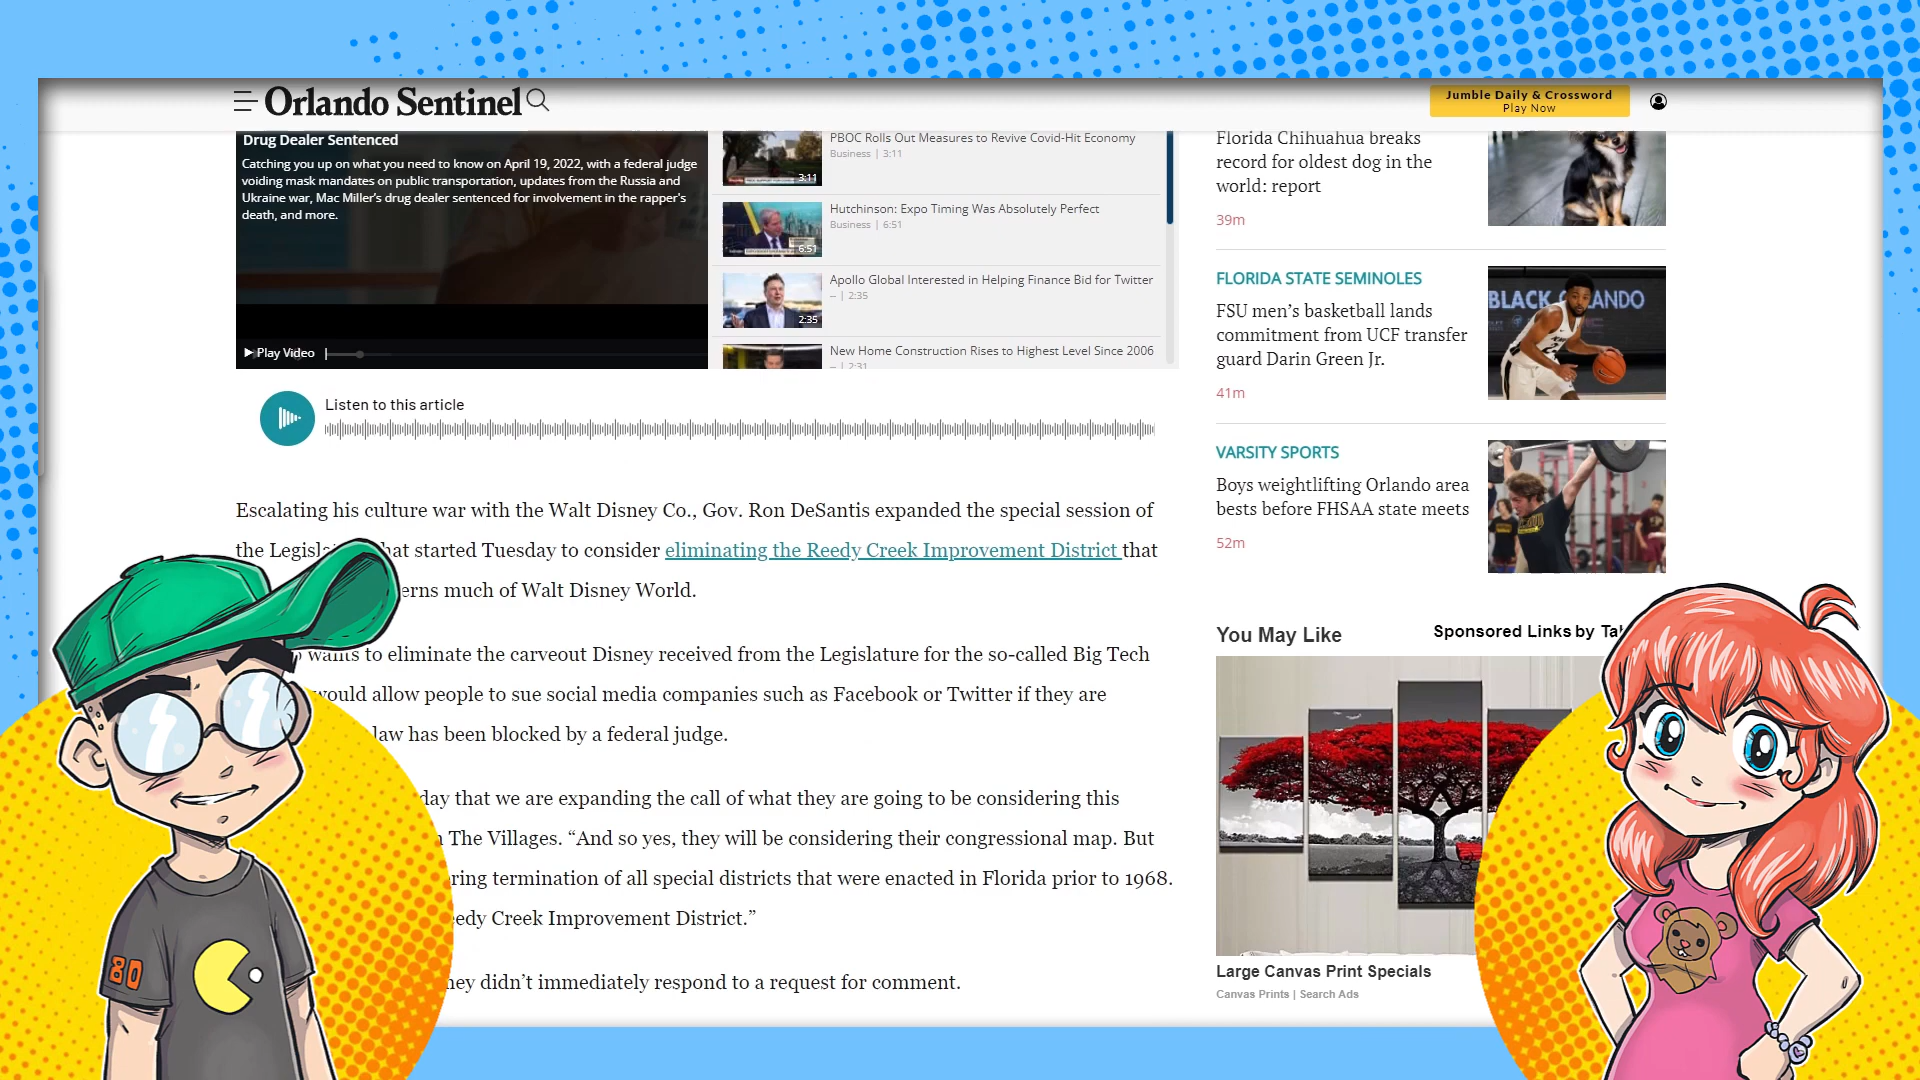 Orlando Sentinel
Jumble Daily & Crossword
Play Now
Drug Dealer Sentenced
Catching you up on what you need to know on April 19, 2022, with a federal judge
voiding mask mandates on public transportation, updates from the Russia and
Ukraine war, Mac Miller's drug dealer sentenced for involvement in the rapper's
death, and more.
Play Video
PBOC Rolls Out Measures to Revive Covid-Hit Economy
Business | 3:11
3:11
Hutchinson: Expo Timing Was Absolutely Perfect
Business | 6:51
6:51
Apollo Global Interested in Helping Finance Bid for Twitter
-- | 2:35
2:35
New Home Construction Rises to Highest Level Since 2006
-- | 2:31
Listen to this article
Escalating his culture war with the Walt Disney Co., Gov. Ron DeSantis expanded the special session of
the that started Tuesday to consider eliminating the Reedy Creek Improvement District that
much of Walt Disney World.
wants to eliminate the carveout Disney received from the Legislature for the so-called Big Tech
would allow people to sue social media companies such as Facebook or Twitter if they are
law has been blocked by a federal judge.
that we are expanding the call of what they are going to be considering this
The Villages. “And so yes, they will be considering their congressional map. But
termination of all special districts that were enacted in Florida prior to 1968.
Creek Improvement District.”
didn’t immediately respond to a request for comment.
Florida Chihuahua breaks
record for oldest dog in the
world: report
39m
FLORIDA STATE SEMINOLES
FSU men’s basketball lands
commitment from UCF transfer
guard Darin Green Jr.
41m
BLACK ORLANDO
VARSITY SPORTS
Boys weightlifting Orlando area
bests before FHSAA state meets
52m
You May Like
Sponsored Links by
Large Canvas Print Specials
Canvas Prints | Search Ads
80